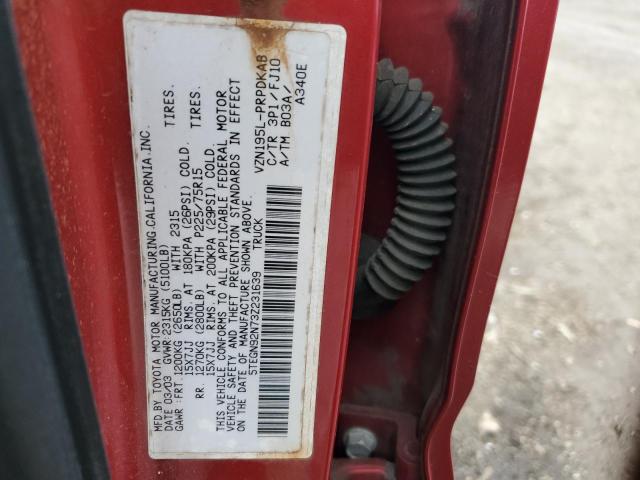 MFD.BY TOYOTA MOTOR MANUFACTURING,CALIFORNIA,INC.
DATE 03/03 GVWR:2315KG (5100LB)
GAWR: FRT.1200KG (2650LB) WITH 2315 TIRES.
15X7JJ RIMS. AT 180KPA (26PSI) COLD.
RR. 1270KG (2800LB) WITH P225/75R15 TIRES.
15X7JJ RIMS. AT 200KPA (29PSI) COLD.
THIS VEHICLE CONFORMS TO ALL APPLICABLE FEDERAL MOTOR
VEHICLE SAFETY AND THEFT PREVENTION STANDARDS IN EFFECT
ON THE DATE OF MANUFACTURE SHOWN ABOVE.
5TEGN92N73Z231639 TRUCK
VZN195L-PRPDKAB
C/TR 3P1/FJ10
A/TM B03A/
A340E